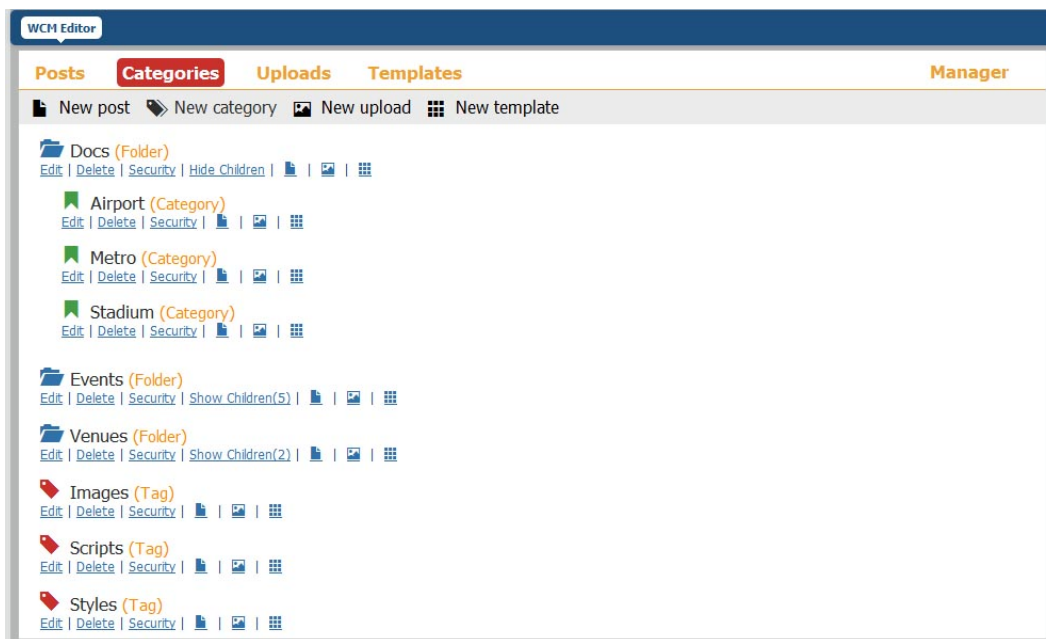 WCM Editor
Posts Categories Uploads Templates Manager
New post New category New upload New template
Docs (Folder)
Edit | Delete | Security | Hide Children | | |
Airport (Category)
Edit | Delete | Security | | |
Metro (Category)
Edit | Delete | Security | | |
Stadium (Category)
Edit | Delete | Security | | |
Events (Folder)
Edit | Delete | Security | Show Children(5) | | |
Venues (Folder)
Edit | Delete | Security | Show Children(2) | | |
Images (Tag)
Edit | Delete | Security | | |
Scripts (Tag)
Edit | Delete | Security | | |
Styles (Tag)
Edit | Delete | Security | | |